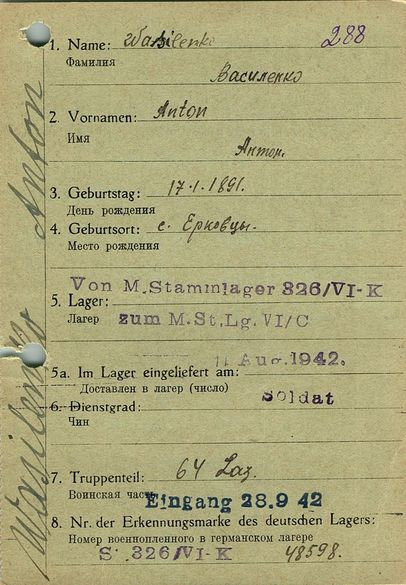 288
1. Name: Wasilenko
Фамилия
Василенко
2. Vornamen: Anton
Имя
Антон.
3. Geburtstag: 17.1.1891.
День рождения
4. Geburtsort: с. Ерковцы.
Место рождения
Von M.Stammlager 326/VI-K
5. Lager:
Лагер zum M.St.Lg.VI/C
11 Aug.1942.
5a. Im Lager eingeliefert am:
Доставлен в лагер (число)
Soldat
6. Dienstgrad:
Чин
7. Truppenteil: 64 Laz.
Воинская часть
Eingang 28.9 42
8. Nr. der Erkennungsmarke des deutschen Lagers:
Номер военнопленного в германском лагере
S. 326/VI-K 48598.
Wasilenko Anton